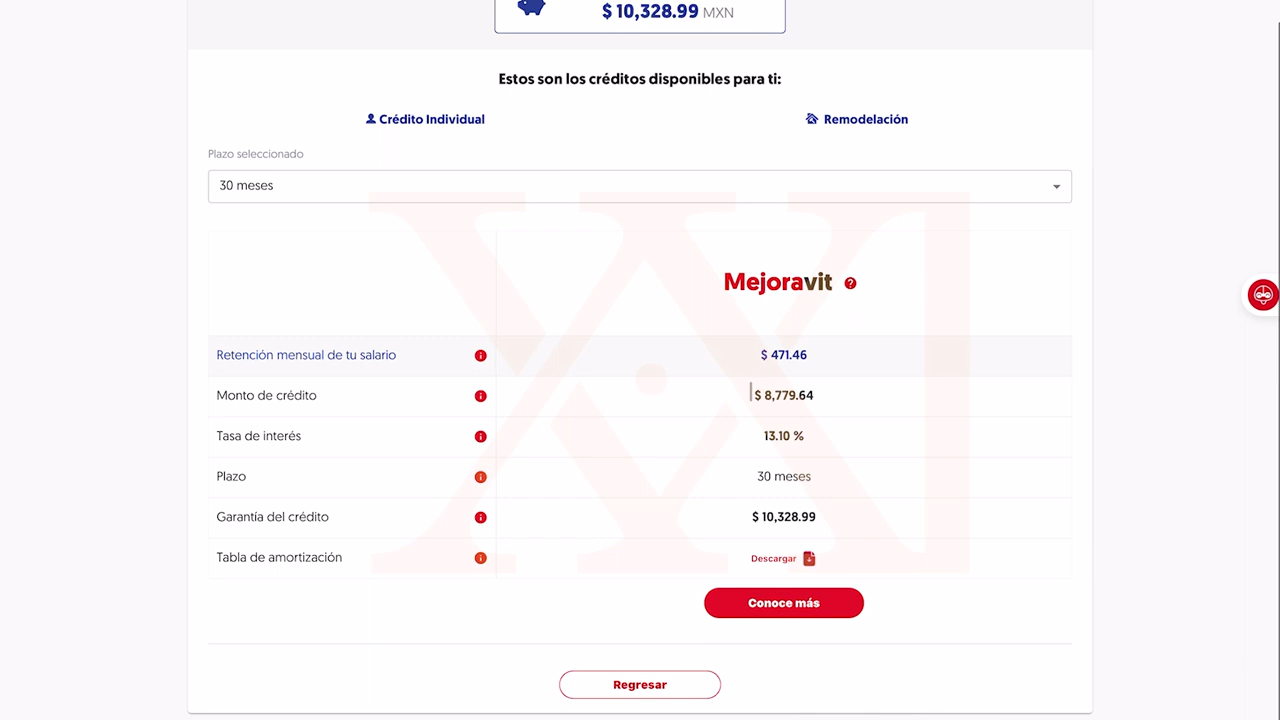 $ 10,328.99 MXN
Estos son los créditos disponibles para ti:
Crédito Individual
Remodelación
Plazo seleccionado
30 meses
Mejoravit
Retención mensual de tu salario $ 471.46
Monto de crédito $ 8,779.64
Tasa de interés 13.10 %
Plazo 30 meses
Garantía del crédito $ 10,328.99
Tabla de amortización Descargar
Conoce más
Regresar